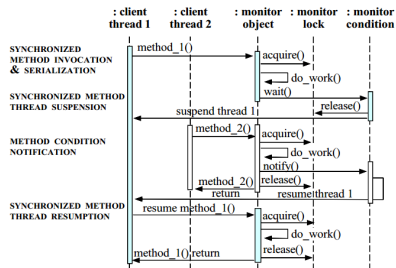 : client : client : monitor : monitor : monitor
thread 1 thread 2 object lock condition
SYNCHRONIZED
METHOD INVOCATION
& SERIALIZATION
method_1()
acquire()
do_work()
SYNCHRONIZED METHOD
THREAD SUSPENSION
wait()
release()
suspend thread 1
METHOD CONDITION
NOTIFICATION
method_2()
acquire()
do_work()
notify()
method_2()
return
release()
resume thread 1
SYNCHRONIZED METHOD
THREAD RESUMPTION
resume method_1()
acquire()
do_work()
method_1() return
release()